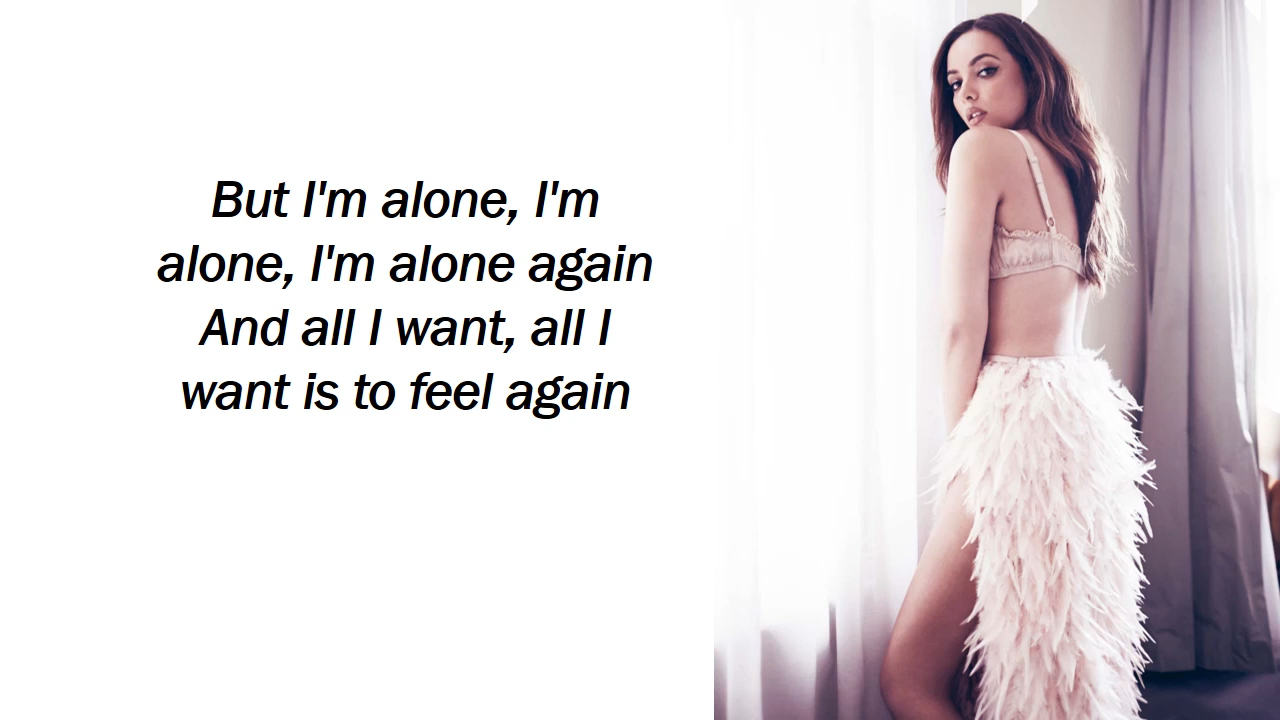 But I'm alone, I'm
alone, I'm alone again
And all I want, all I
want is to feel again